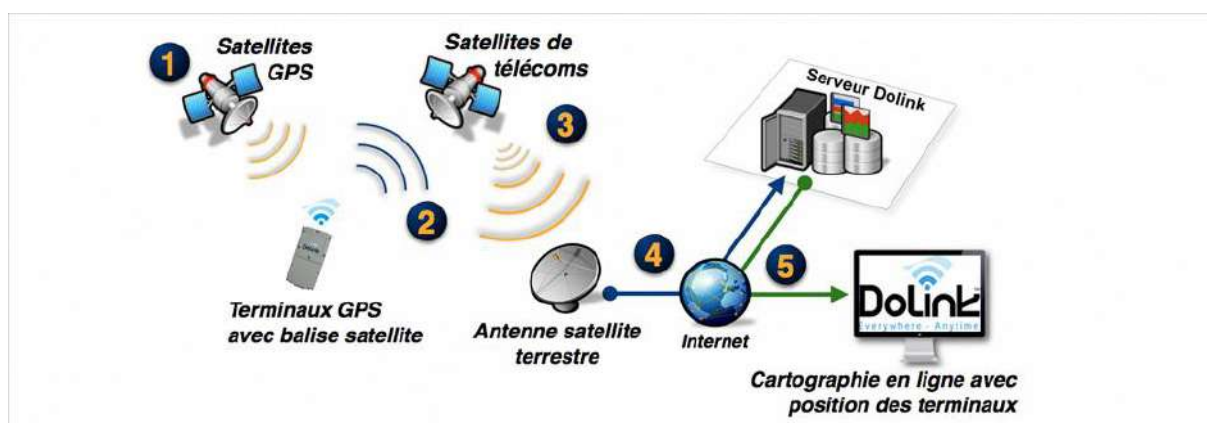 1
Satellites
GPS
Satellites de
télécoms
3
Serveur Dolink
2
Terminaux GPS
avec balise satellite
Antenne satellite
terrestre
4
Internet
5
DoLink
Everywhere - Anytime
Cartographie en ligne avec
position des terminaux